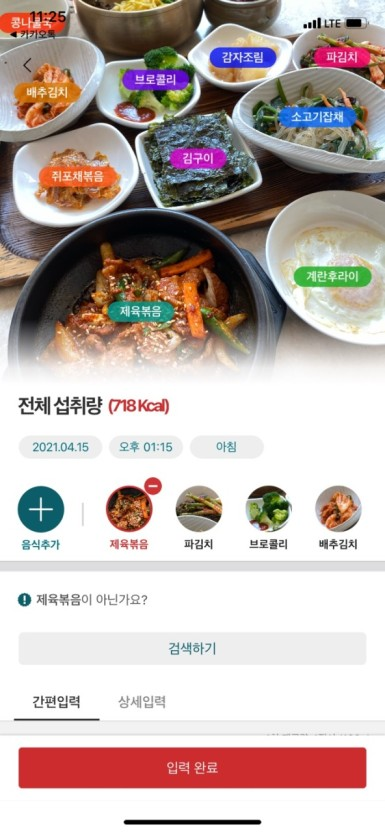 콩나물국
11:25
LTE
◀ 카카오톡
감자조림
파김치
브로콜리
배추김치
소고기잡채
김구이
쥐포채볶음
계란후라이
제육볶음
전체 섭취량 (718 Kcal)
2021.04.15 오후 01:15 아침
음식추가 제육볶음 파김치 브로콜리 배추김치
제육볶음이 아닌가요?
검색하기
간편입력 상세입력
입력 완료